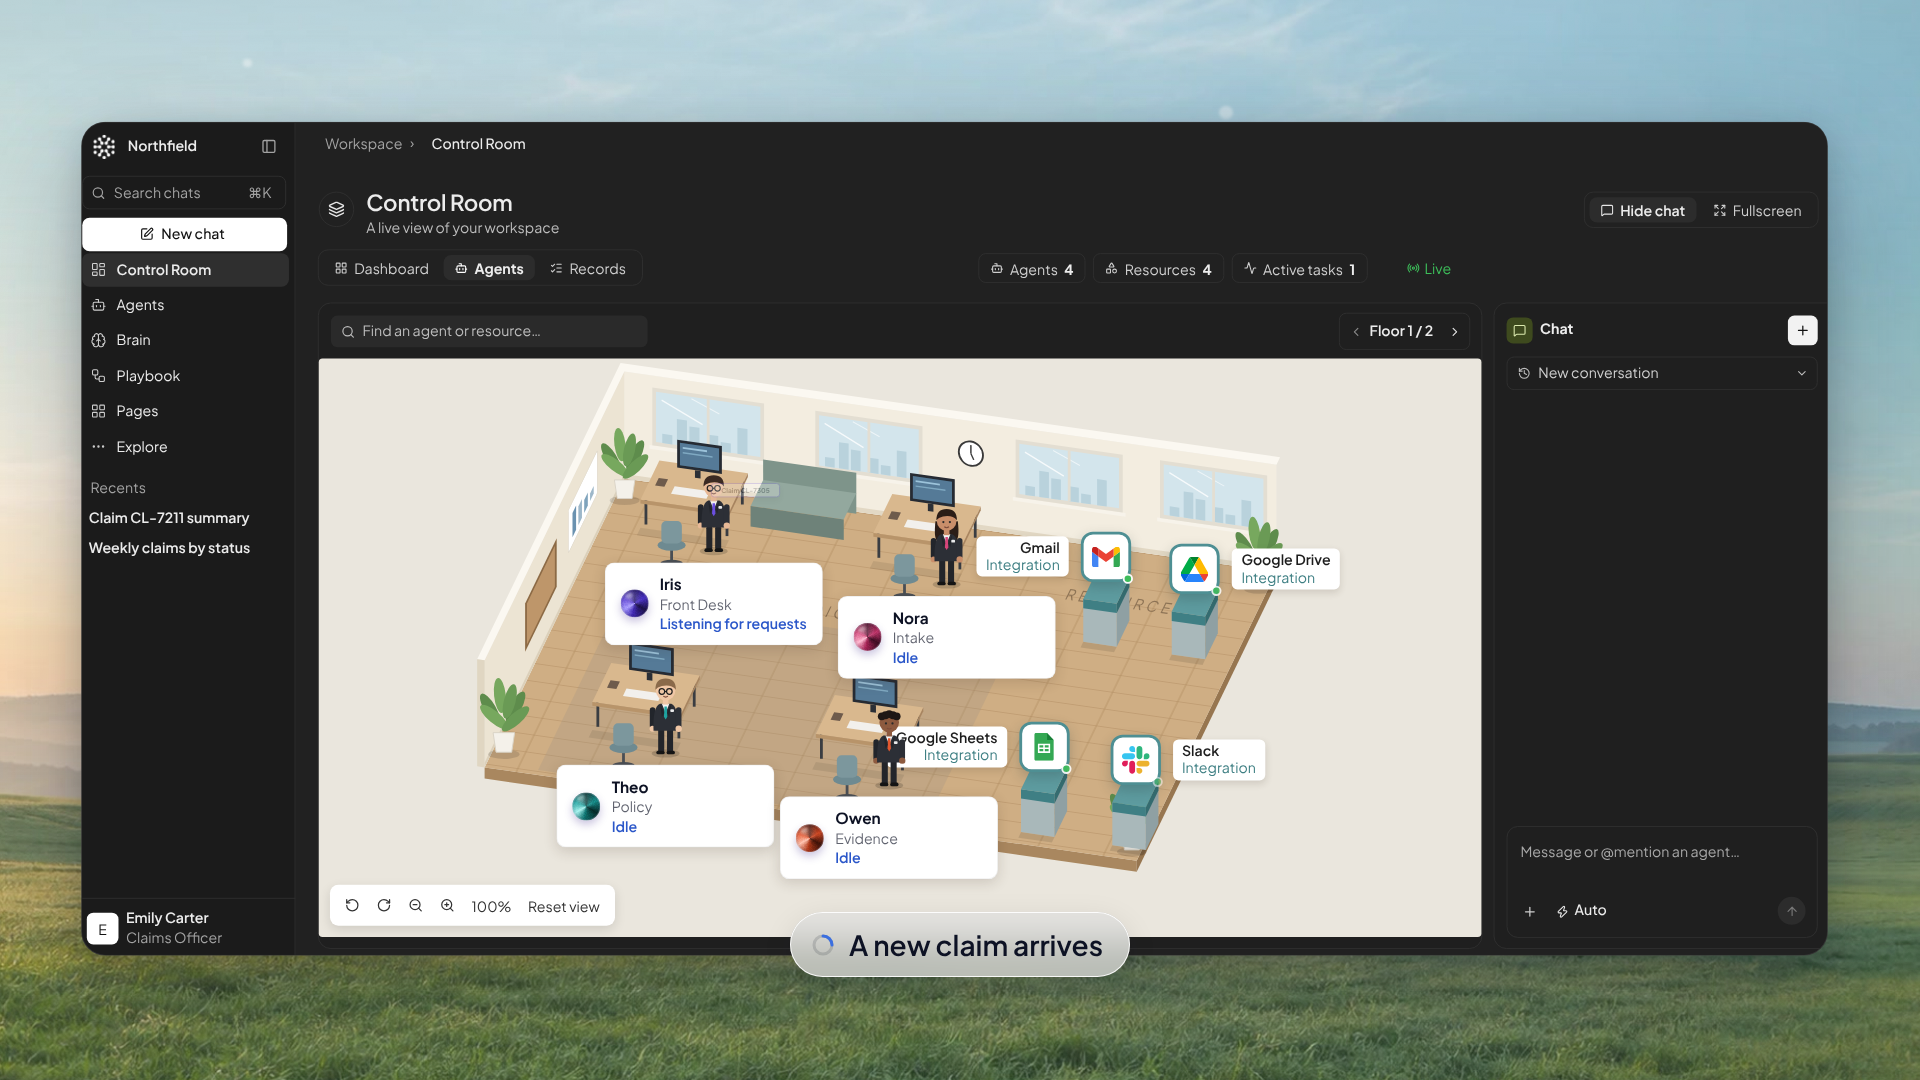 Northfield
Search chats ⌘K
New chat
Control Room
Agents
Brain
Playbook
Pages
Explore
Recents
Claim CL-7211 summary
Weekly claims by status
E
Emily Carter
Claims Officer
Workspace › Control Room
Control Room
A live view of your workspace
Hide chat
Fullscreen
Dashboard
Agents
Records
Agents 4
Resources 4
Active tasks 1
Live
Find an agent or resource...
Floor 1 / 2
Iris
Front Desk
Listening for requests
Nora
Intake
Idle
Gmail
Integration
Google Drive
Integration
Theo
Policy
Idle
Owen
Evidence
Idle
Google Sheets
Integration
Slack
Integration
100%
Reset view
A new claim arrives
Chat
New conversation
Message or @mention an agent...
Auto